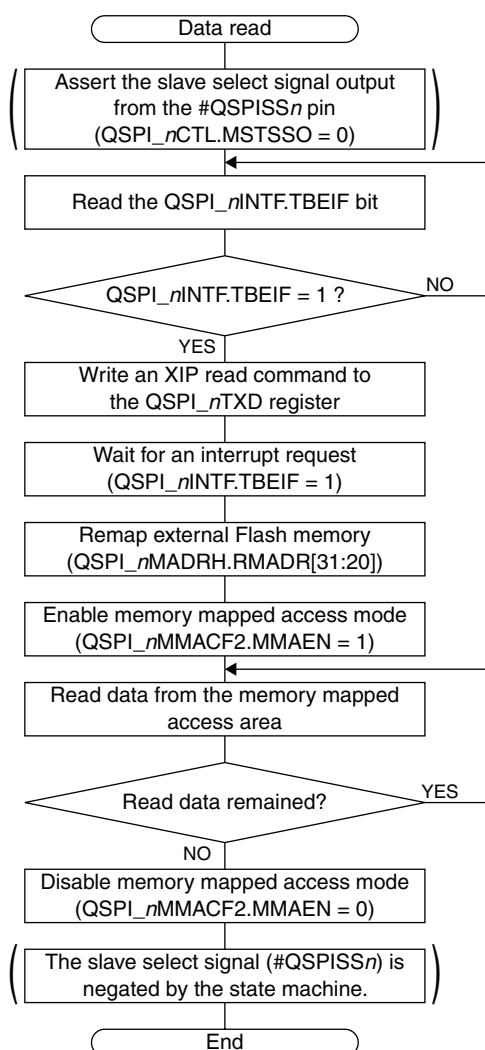 Data read
Assert the slave select signal output
from the #QSPISSn pin
(QSPI_nCTL.MSTSSO = 0)
Read the QSPI_nINTF.TBEIF bit
QSPI_nINTF.TBEIF = 1 ?
NO
YES
Write an XIP read command to
the QSPI_nTXD register
Wait for an interrupt request
(QSPI_nINTF.TBEIF = 1)
Remap external Flash memory
(QSPI_nMADRH.RMADR[31:20])
Enable memory mapped access mode
(QSPI_nMMACF2.MMAEN = 1)
Read data from the memory mapped
access area
Read data remained?
YES
NO
Disable memory mapped access mode
(QSPI_nMMACF2.MMAEN = 0)
The slave select signal (#QSPISSn) is
negated by the state machine.
End